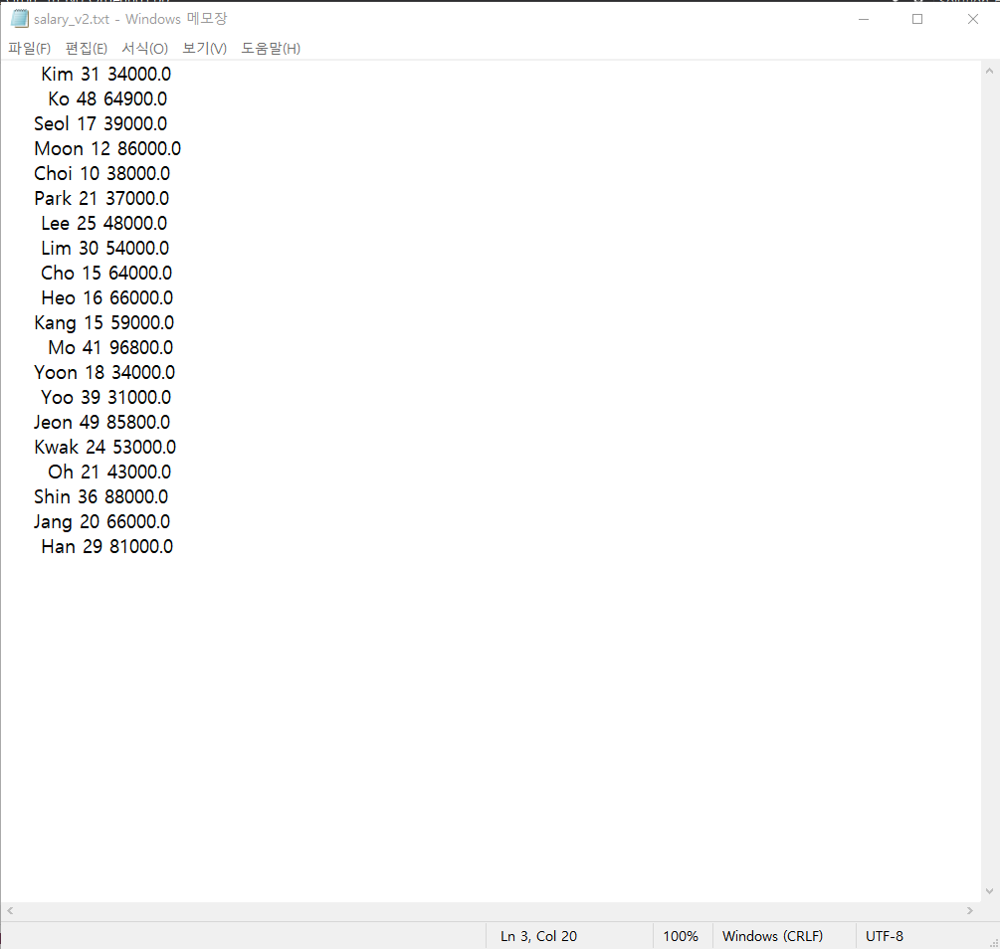 salary_v2.txt - Windows 메모장
파일(F) 편집(E) 서식(O) 보기(V) 도움말(H)
Kim 31 34000.0
Ko 48 64900.0
Seol 17 39000.0
Moon 12 86000.0
Choi 10 38000.0
Park 21 37000.0
Lee 25 48000.0
Lim 30 54000.0
Cho 15 64000.0
Heo 16 66000.0
Kang 15 59000.0
Mo 41 96800.0
Yoon 18 34000.0
Yoo 39 31000.0
Jeon 49 85800.0
Kwak 24 53000.0
Oh 21 43000.0
Shin 36 88000.0
Jang 20 66000.0
Han 29 81000.0
Ln 3, Col 20 100% Windows (CRLF) UTF-8